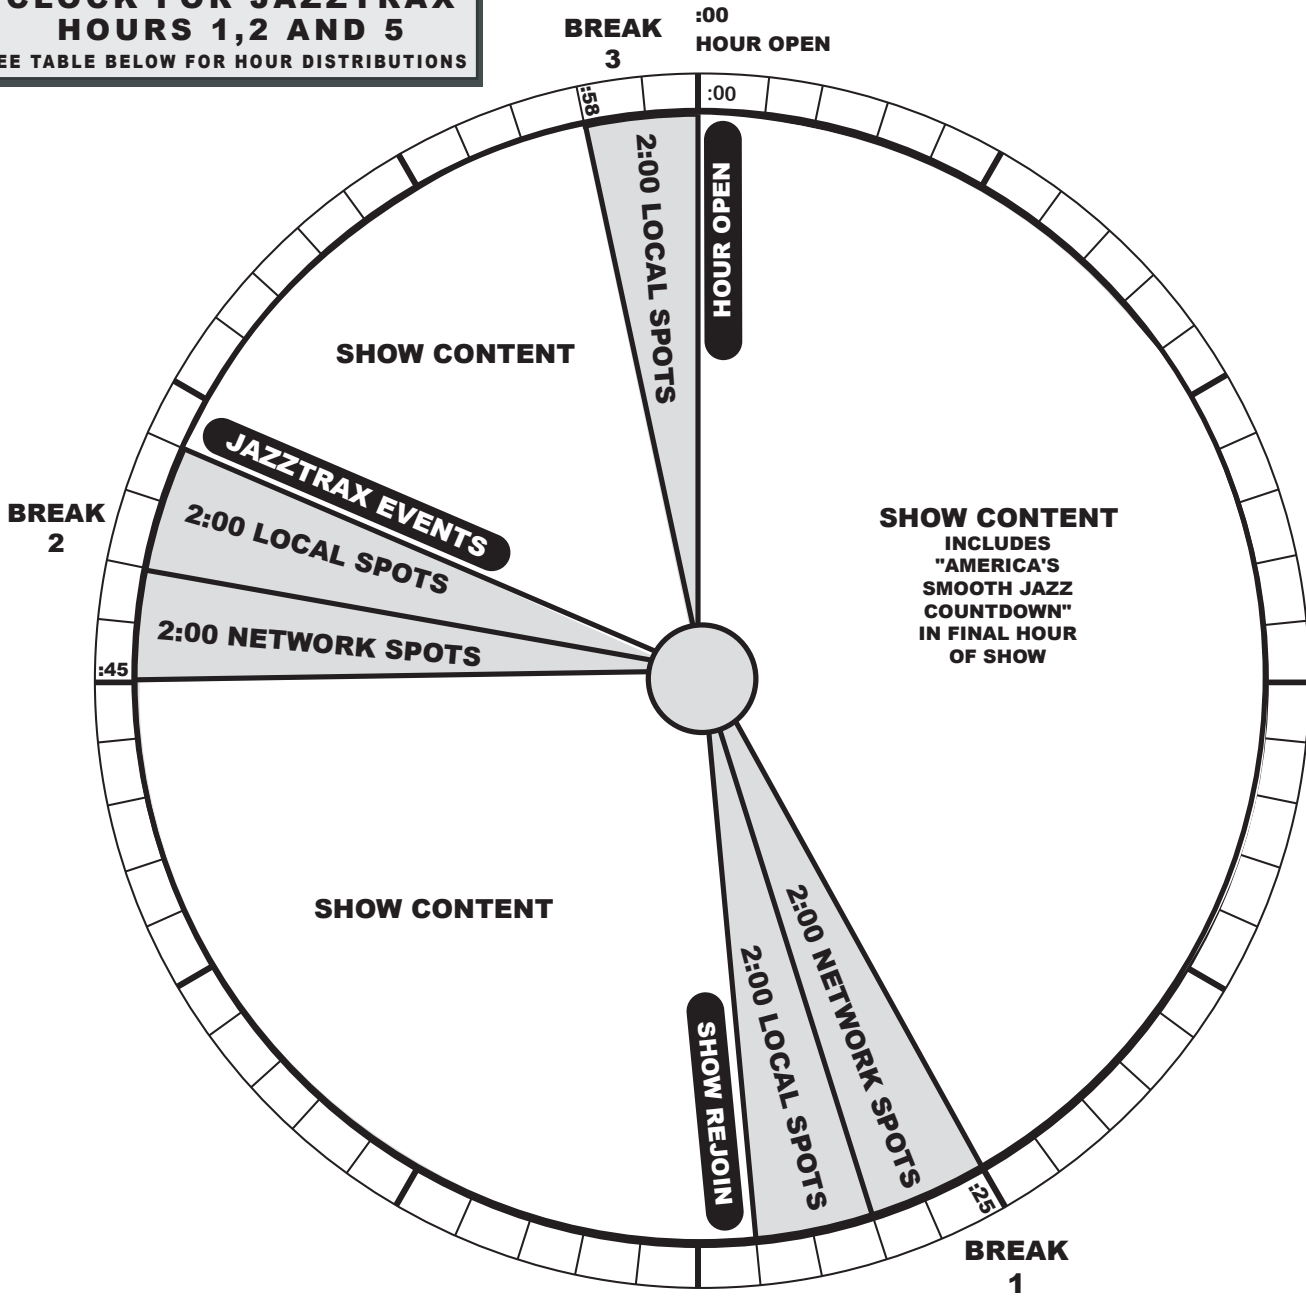 CLOCK FOR JAZZTRAX
HOURS 1,2 AND 5
EE TABLE BELOW FOR HOUR DISTRIBUTIONS
BREAK
3
:00
HOUR OPEN
:58
:00
2:00 LOCAL SPOTS
HOUR OPEN
SHOW CONTENT
JAZZTRAX EVENTS
BREAK
2
2:00 LOCAL SPOTS
2:00 NETWORK SPOTS
:45
SHOW CONTENT
INCLUDES
"AMERICA'S
SMOOTH JAZZ
COUNTDOWN"
IN FINAL HOUR
OF SHOW
SHOW CONTENT
SHOW REJOIN
2:00 LOCAL SPOTS
2:00 NETWORK SPOTS
:25
BREAK
1